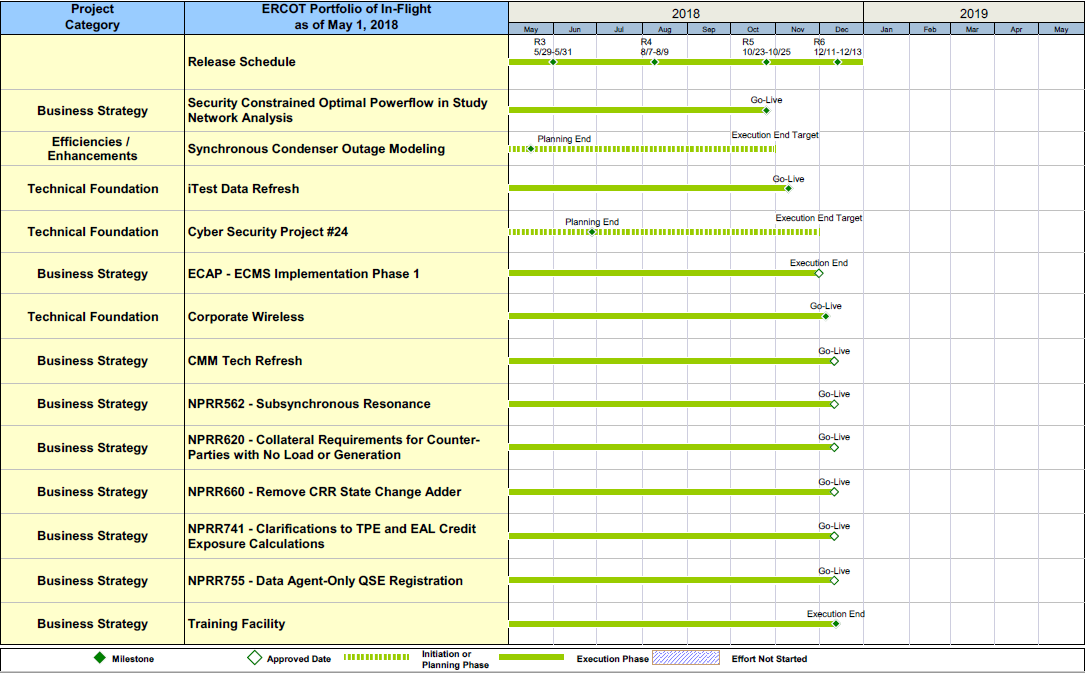 Project
Category
ERCOT Portfolio of In-Flight
as of May 1, 2018
2018
2019
May Jun Jul Aug Sep Oct Nov Dec Jan Feb Mar Apr May
Release Schedule
R3
5/29-5/31
R4
8/7-8/9
R5
10/23-10/25
R6
12/11-12/13
Business Strategy
Security Constrained Optimal Powerflow in Study
Network Analysis
Go-Live
Efficiencies /
Enhancements
Synchronous Condenser Outage Modeling
Planning End
Execution End Target
Technical Foundation
iTest Data Refresh
Go-Live
Technical Foundation
Cyber Security Project #24
Planning End
Execution End Target
Business Strategy
ECAP - ECMS Implementation Phase 1
Execution End
Technical Foundation
Corporate Wireless
Go-Live
Business Strategy
CMM Tech Refresh
Go-Live
Business Strategy
NPRR562 - Subsynchronous Resonance
Go-Live
Business Strategy
NPRR620 - Collateral Requirements for Counter-
Parties with No Load or Generation
Go-Live
Business Strategy
NPRR660 - Remove CRR State Change Adder
Go-Live
Business Strategy
NPRR741 - Clarifications to TPE and EAL Credit
Exposure Calculations
Go-Live
Business Strategy
NPRR755 - Data Agent-Only QSE Registration
Go-Live
Business Strategy
Training Facility
Execution End
Milestone
Approved Date
Initiation or
Planning Phase
Execution Phase
Effort Not Started